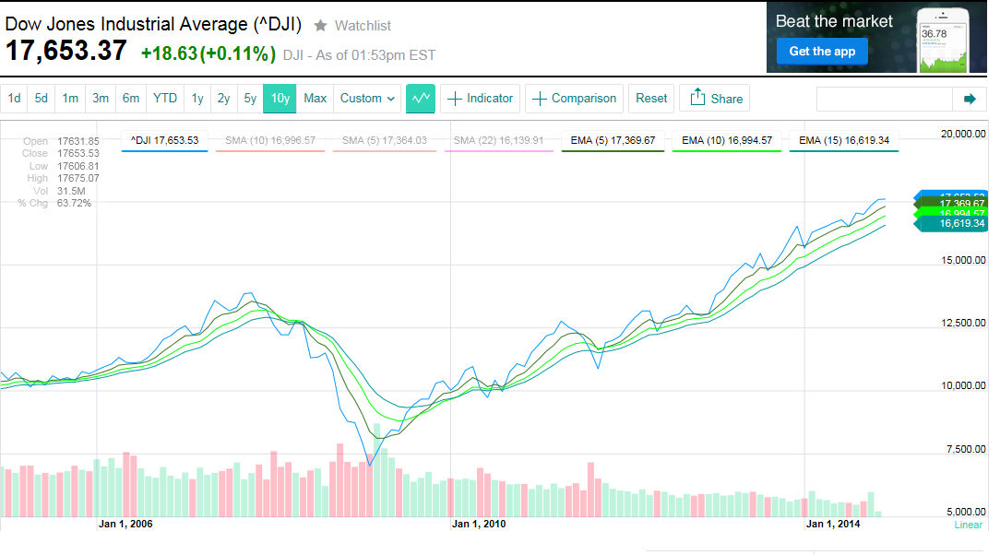 Dow Jones Industrial Average (^DJI) Watchlist
17,653.37 +18.63(+0.11%) DJI - As of 01:53pm EST
Beat the market
Get the app
36.78
1d 5d 1m 3m 6m YTD 1y 2y 5y 10y Max Custom Indicator Comparison Reset Share
^DJI 17,653.53 SMA (10) 16,996.57 SMA (5) 17,364.03 SMA (22) 16,139.91 EMA (5) 17,369.67 EMA (10) 16,994.57 EMA (15) 16,619.34
Open 17631.85
Close 17653.53
Low 17606.81
High 17675.07
Vol 31.5M
% Chg 63.72%
20,000.00
17,653.53
17,369.67
16,994.57
16,619.34
15,000.00
12,500.00
10,000.00
7,500.00
5,000.00
Jan 1, 2006 Jan 1, 2010 Jan 1, 2014
Linear